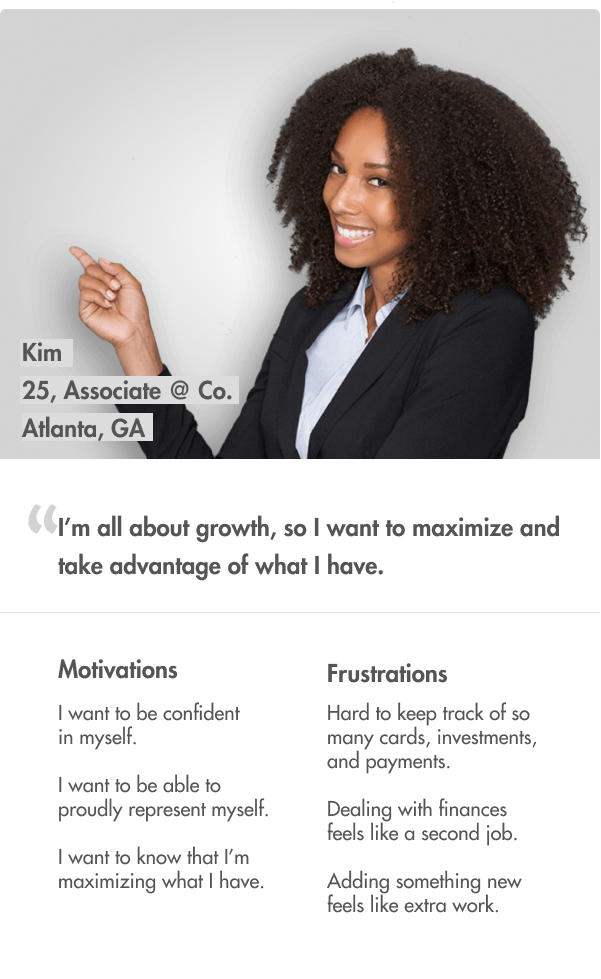 Kim
25, Associate @ Co.
Atlanta, GA
“I’m all about growth, so I want to maximize and
take advantage of what I have.
Motivations
I want to be confident
in myself.
I want to be able to
proudly represent myself.
I want to know that I’m
maximizing what I have.
Frustrations
Hard to keep track of so
many cards, investments,
and payments.
Dealing with finances
feels like a second job.
Adding something new
feels like extra work.